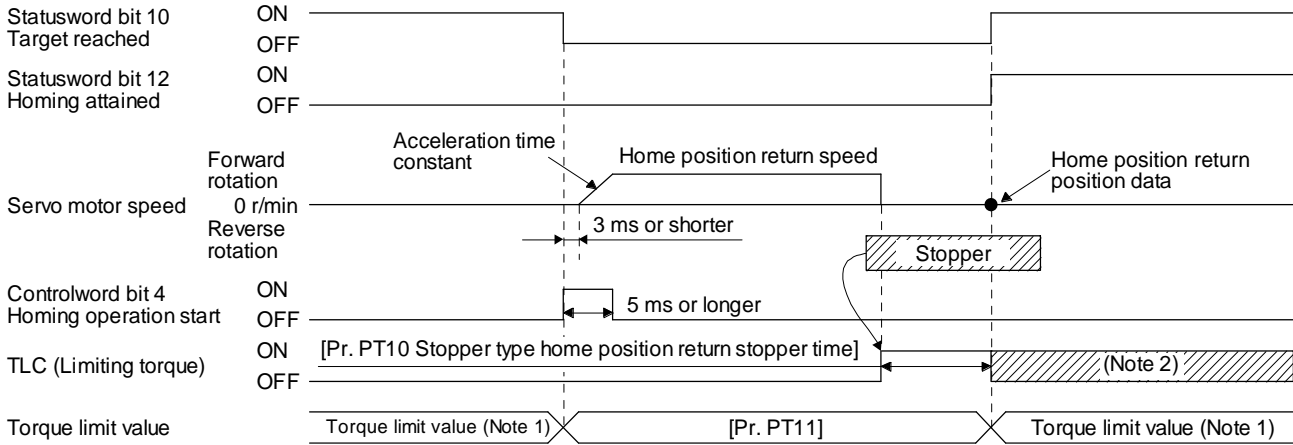 Statusword bit 10
Target reached
ON
OFF
Statusword bit 12
Homing attained
ON
OFF
Acceleration time
constant
Home position return speed
Home position return
position data
Forward
rotation
Servo motor speed
0 r/min
Reverse
rotation
3 ms or shorter
Stopper
Controlword bit 4
Homing operation start
ON
OFF
5 ms or longer
TLC (Limiting torque)
ON
OFF
[Pr. PT10 Stopper type home position return stopper time]
(Note 2)
Torque limit value
Torque limit value (Note 1)
[Pr. PT11]
Torque limit value (Note 1)